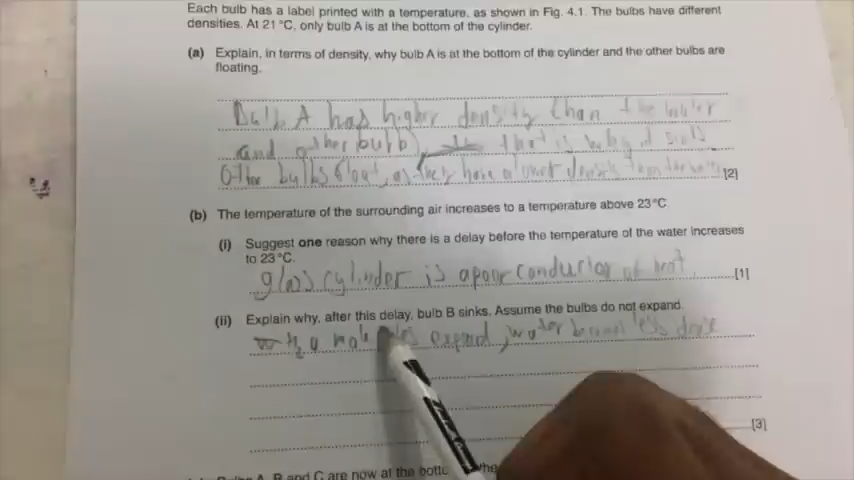 Each bulb has a label printed with a temperature, as shown in Fig. 4.1. The bulbs have different
densities. At 21 °C, only bulb A is at the bottom of the cylinder.
(a) Explain, in terms of density, why bulb A is at the bottom of the cylinder and the other bulbs are
floating.
Bulb A has higher density than the water
and other bulb), that is why it sinks
Other bulbs float, as they have a lower density than the water [2]
(b) The temperature of the surrounding air increases to a temperature above 23 °C.
(i) Suggest one reason why there is a delay before the temperature of the water increases
to 23 °C.
glass cylinder is a poor conductor of heat [1]
(ii) Explain why, after this delay, bulb B sinks. Assume the bulbs do not expand.
expand, water becomes less dense
[3]
A, B and C are now at the